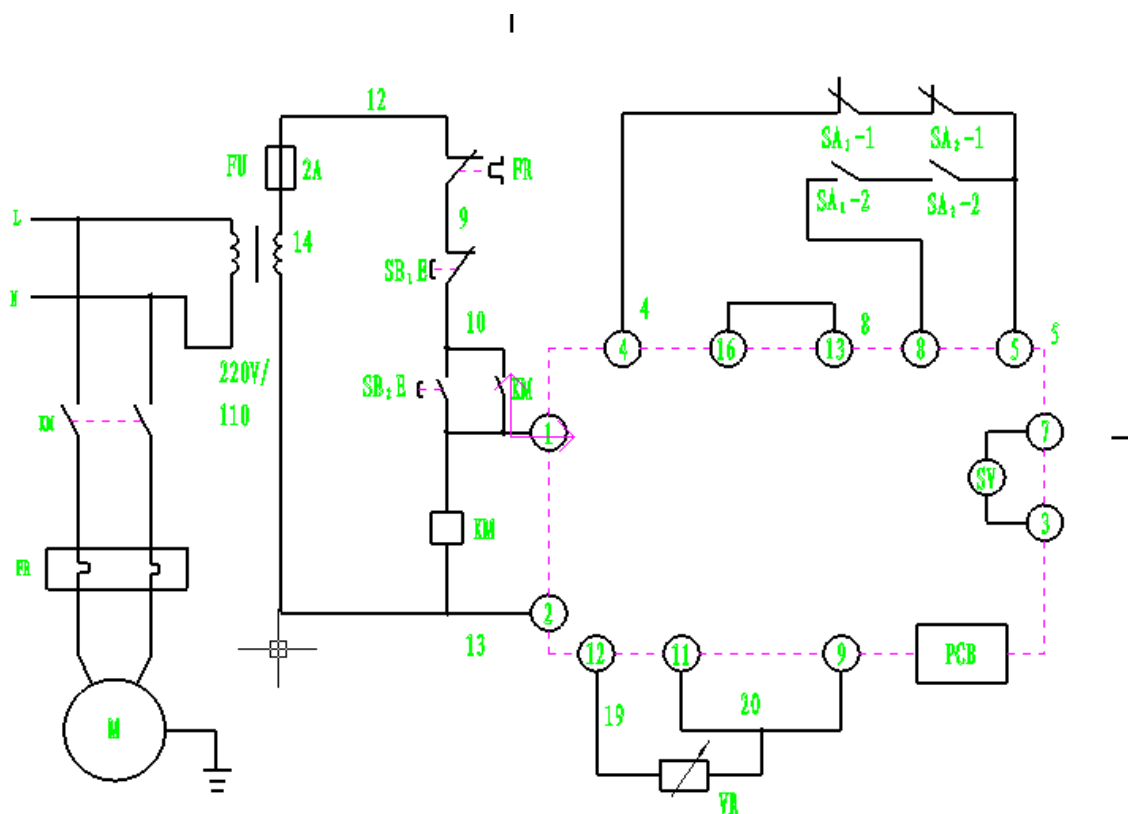 12
FU
2A
FR
SA₁-1
SA₂-1
SA₁-2
SA₂-2
L
9
14
SB₁E
N
10
4
8
5
4
16
13
8
5
220V/
110
SB₂E
KM
KM
1
7
SV
3
KM
FR
2
13
12
11
9
PCB
19
20
M
VR